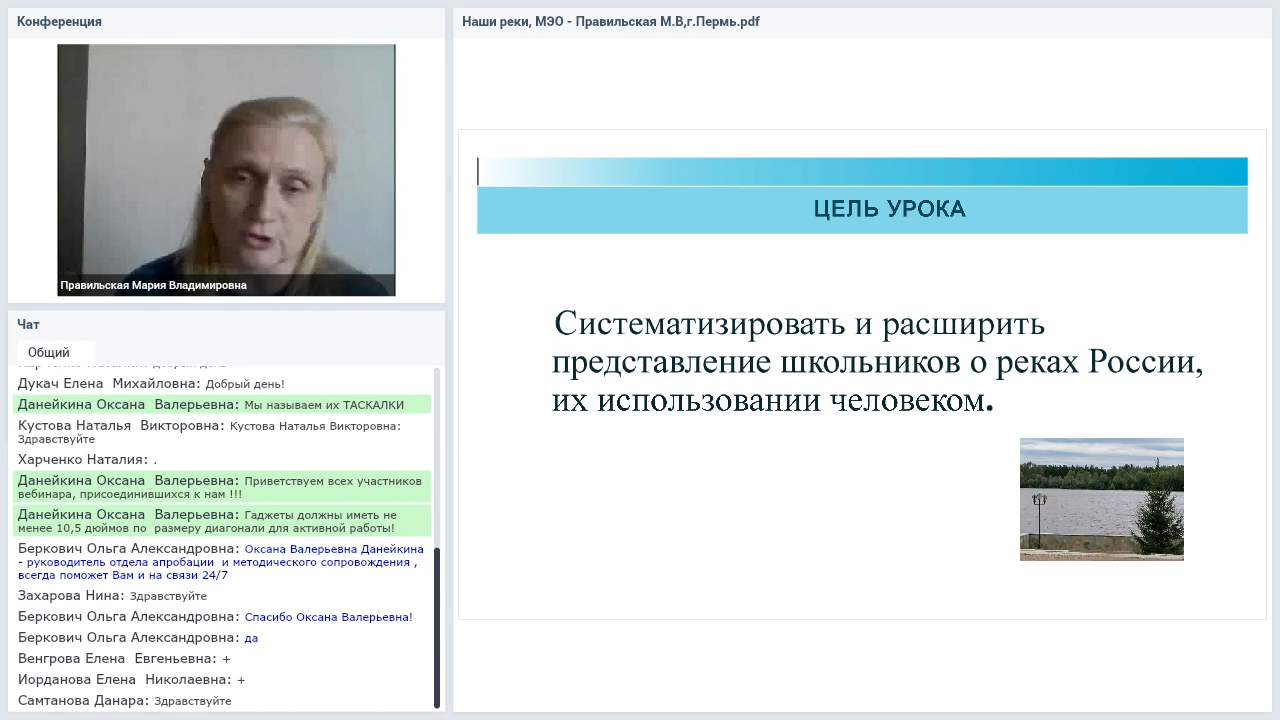 Конференция
Правильская Мария Владимировна
Чат
Общий
Дукач Елена  Михайловна: Добрый день!
Данейкина Оксана  Валерьевна: Мы называем их ТАСКАЛКИ
Кустова Наталья  Викторовна: Кустова Наталья Викторовна:
Здравствуйте
Харченко Наталия: .
Данейкина Оксана  Валерьевна: Приветствуем всех участников
вебинара, присоединившихся к нам !!!
Данейкина Оксана  Валерьевна: Гаджеты должны иметь не
менее 10,5 дюймов по  размеру диагонали для активной работы!
Беркович Ольга Александровна: Оксана Валерьевна Данейкина
- руководитель отдела апробации  и методического сопровождения ,
всегда поможет Вам и на связи 24/7
Захарова Нина: Здравствуйте
Беркович Ольга Александровна: Спасибо Оксана Валерьевна!
Беркович Ольга Александровна: да
Венгрова Елена  Евгеньевна: +
Иорданова Елена  Николаевна: +
Самтанова Данара: Здравствуйте
Наши реки, МЭО - Правильская М.В,г.Пермь.pdf
ЦЕЛЬ УРОКА
Систематизировать и расширить
представление школьников о реках России,
их использовании человеком.